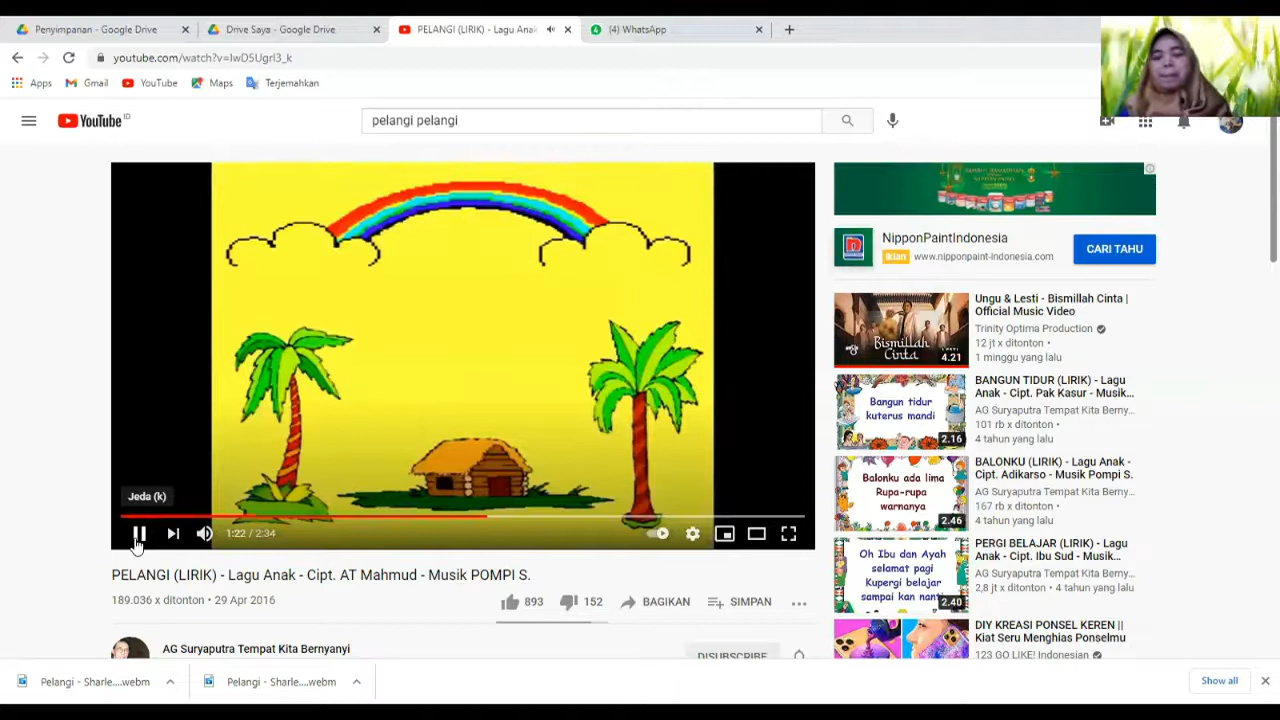 Penyimpanan - Google Drive
Drive Saya - Google Drive
PELANGI (LIRIK) - Lagu Anak
(4) WhatsApp
youtube.com/watch?v=IwD5UgrI3_k
Apps Gmail YouTube Maps Terjemahkan
YouTube ID
pelangi pelangi
Jeda (k)
1:22 / 2:34
PELANGI (LIRIK) - Lagu Anak - Cipt. AT Mahmud - Musik POMPI S.
189.036 x ditonton • 29 Apr 2016
893 152 BAGIKAN SIMPAN
AG Suryaputra Tempat Kita Bernyanyi
DISUBSCRIBE
NipponPaintIndonesia
Iklan www.nipponpaint-indonesia.com
CARI TAHU
Bismillah
Cinta
4.21
Ungu & Lesti - Bismillah Cinta |
Official Music Video
Trinity Optima Production
12 jt x ditonton •
1 minggu yang lalu
Bangun tidur
kuterus mandi
2.16
BANGUN TIDUR (LIRIK) - Lagu
Anak - Cipt. Pak Kasur - Musik...
AG Suryaputra Tempat Kita Berny...
101 rb x ditonton •
4 tahun yang lalu
Balonku ada lima
Rupa-rupa
warnanya
2.46
BALONKU (LIRIK) - Lagu Anak -
Cipt. Adikarso - Musik Pompi S.
AG Suryaputra Tempat Kita Berny...
167 rb x ditonton •
4 tahun yang lalu
Oh Ibu dan Ayah
selamat pagi
Kupergi belajar
sampai kan nanti
2.40
PERGI BELAJAR (LIRIK) - Lagu
Anak - Cipt. Ibu Sud - Musik...
AG Suryaputra Tempat Kita Berny...
2,8 jt x ditonton • 4 tahun yang lalu
DIY KREASI PONSEL KEREN ||
Kiat Seru Menghias Ponselmu
123 GO LIKE! Indonesian
Pelangi - Sharle....webm
Pelangi - Sharle....webm
Show all